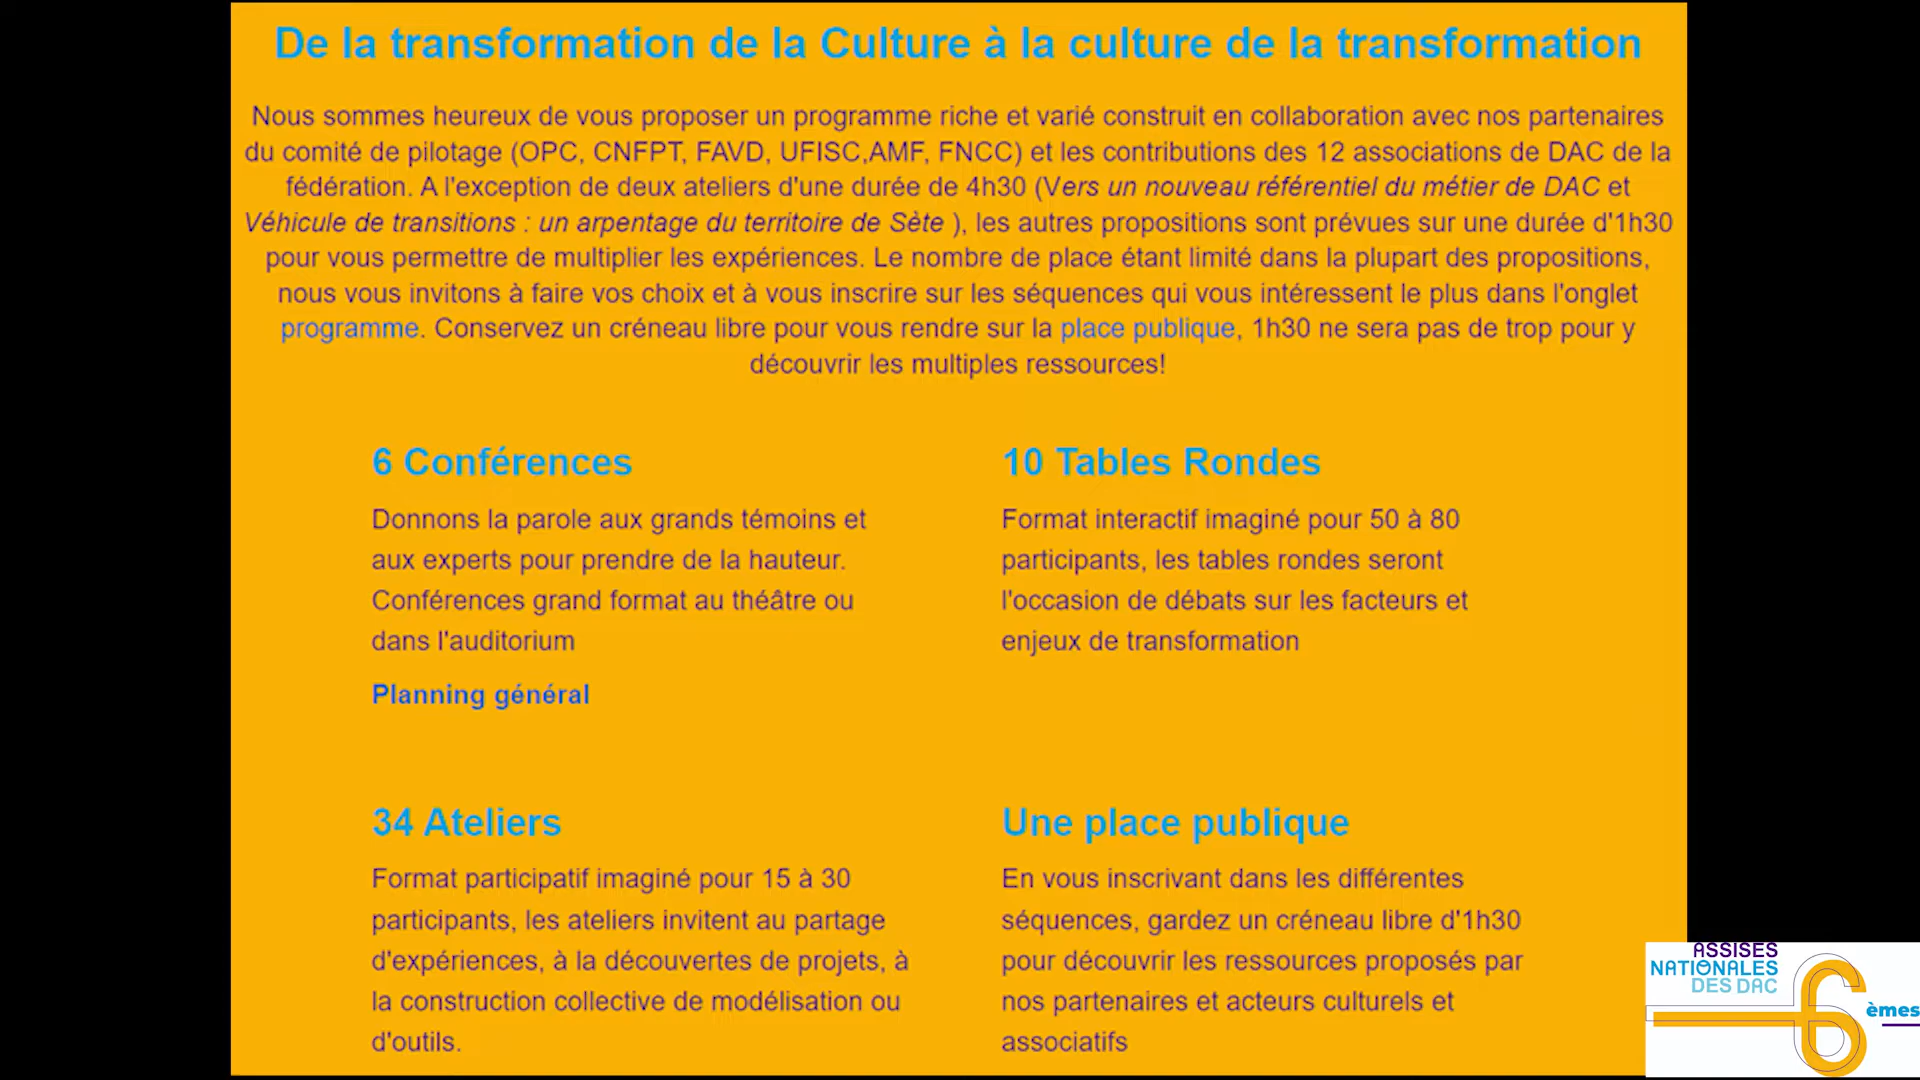 De la transformation de la Culture à la culture de la transformation
Nous sommes heureux de vous proposer un programme riche et varié construit en collaboration avec nos partenaires
du comité de pilotage (OPC, CNFPT, FAVD, UFISC,AMF, FNCC) et les contributions des 12 associations de DAC de la
fédération. A l'exception de deux ateliers d'une durée de 4h30 (Vers un nouveau référentiel du métier de DAC et
Véhicule de transitions : un arpentage du territoire de Sète ), les autres propositions sont prévues sur une durée d'1h30
pour vous permettre de multiplier les expériences. Le nombre de place étant limité dans la plupart des propositions,
nous vous invitons à faire vos choix et à vous inscrire sur les séquences qui vous intéressent le plus dans l'onglet
programme. Conservez un créneau libre pour vous rendre sur la place publique, 1h30 ne sera pas de trop pour y
découvrir les multiples ressources!
6 Conférences
Donnons la parole aux grands témoins et
aux experts pour prendre de la hauteur.
Conférences grand format au théâtre ou
dans l'auditorium
Planning général
10 Tables Rondes
Format interactif imaginé pour 50 à 80
participants, les tables rondes seront
l'occasion de débats sur les facteurs et
enjeux de transformation
34 Ateliers
Format participatif imaginé pour 15 à 30
participants, les ateliers invitent au partage
d'expériences, à la découvertes de projets, à
la construction collective de modélisation ou
d'outils.
Une place publique
En vous inscrivant dans les différentes
séquences, gardez un créneau libre d'1h30
pour découvrir les ressources proposés par
nos partenaires et acteurs culturels et
associatifs
ASSISES
NATIONALES
DES DAC
6èmes